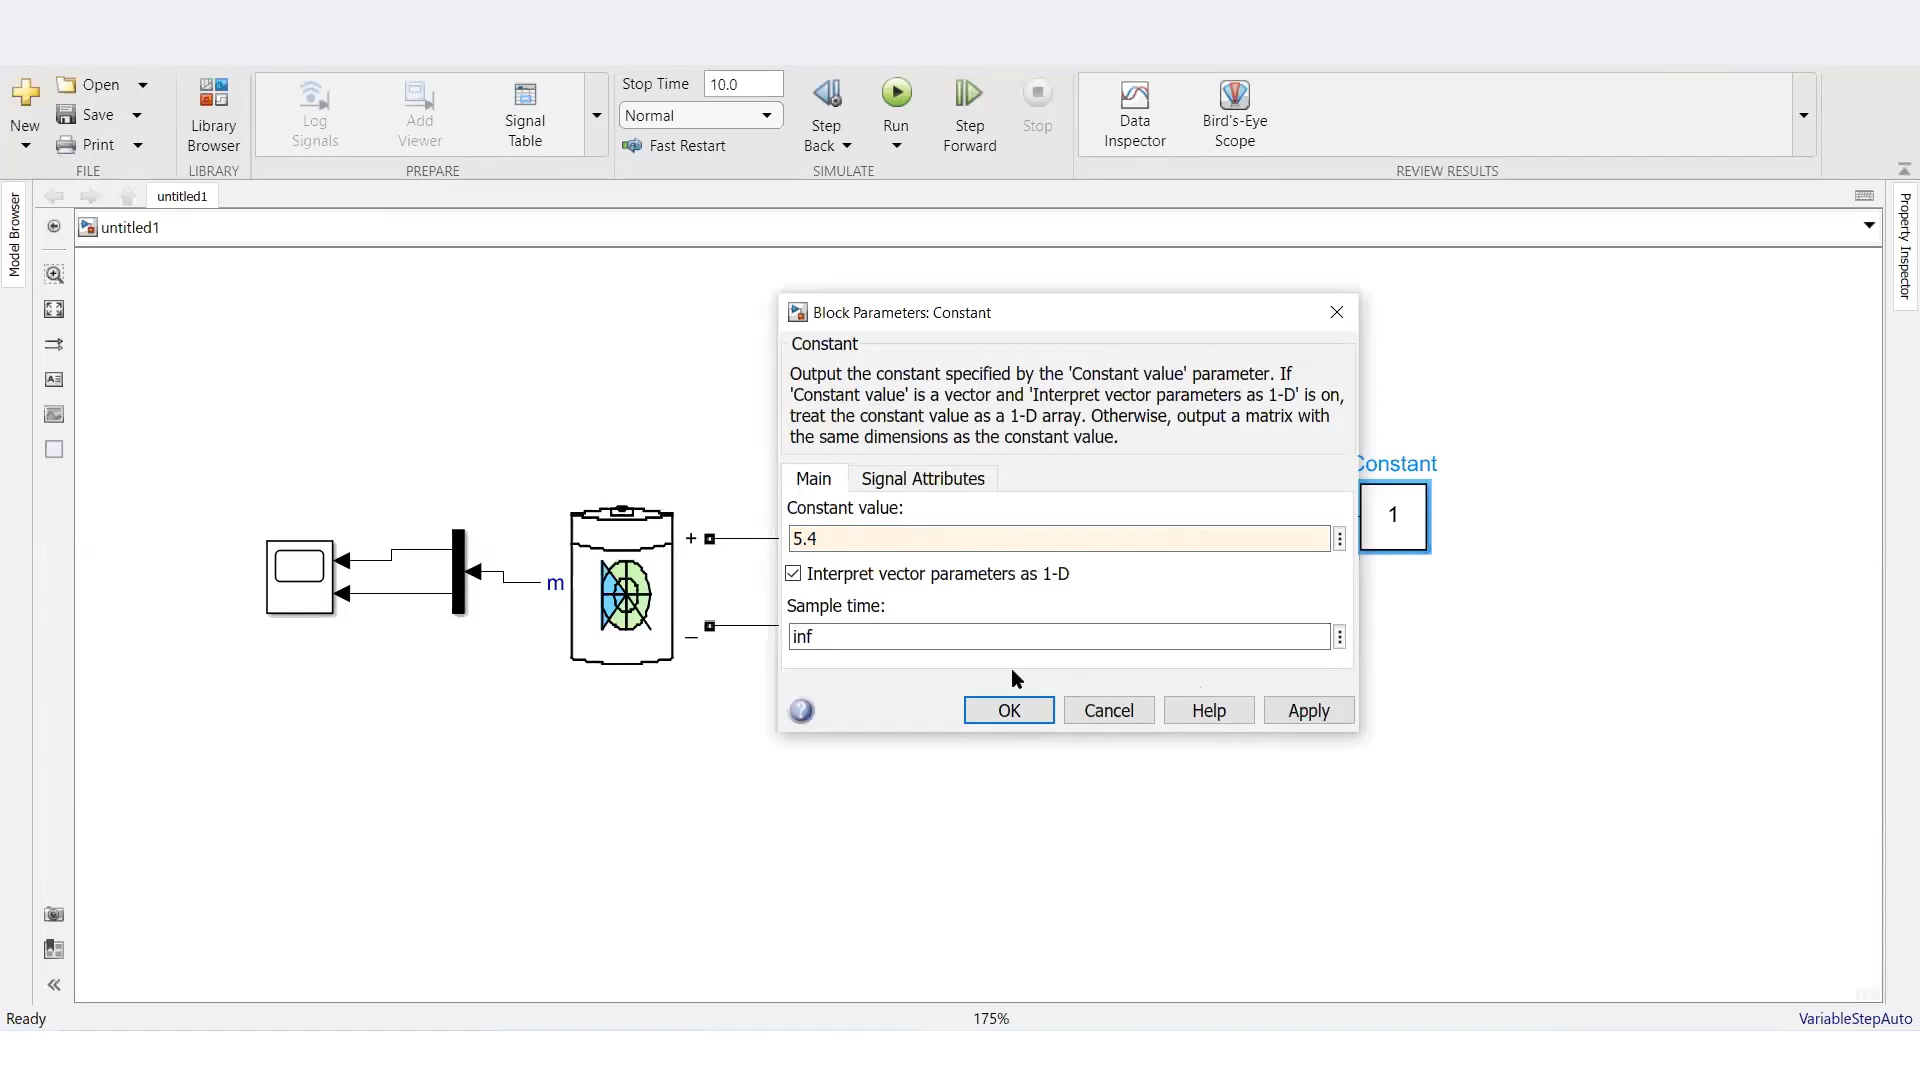 New
Open
Save
Print
FILE
Library
Browser
LIBRARY
Log
Signals
Add
Viewer
Signal
Table
PREPARE
Stop Time
10.0
Normal
Fast Restart
Step
Back
Run
Step
Forward
Stop
SIMULATE
Data
Inspector
Bird's-Eye
Scope
REVIEW RESULTS
Model Browser
untitled1
untitled1
Property Inspector
Block Parameters: Constant
Constant
Output the constant specified by the 'Constant value' parameter. If
'Constant value' is a vector and 'Interpret vector parameters as 1-D' is on,
treat the constant value as a 1-D array. Otherwise, output a matrix with
the same dimensions as the constant value.
Main
Signal Attributes
Constant value:
5.4
Interpret vector parameters as 1-D
Sample time:
inf
OK
Cancel
Help
Apply
Constant
1
m
+
_
Ready
175%
VariableStepAuto